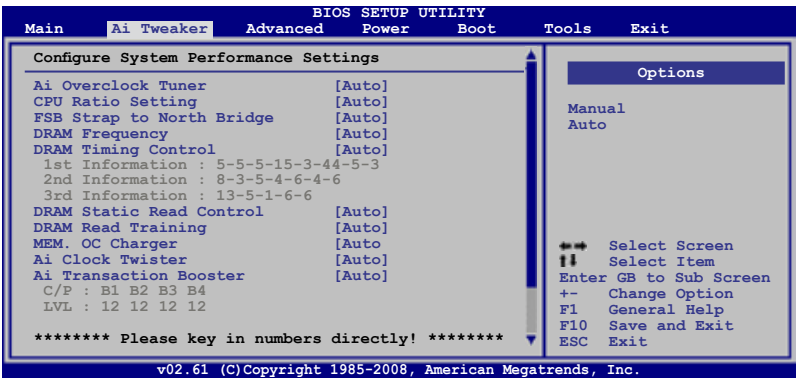 BIOS SETUP UTILITY
Main Ai Tweaker Advanced Power Boot Tools Exit
Configure System Performance Settings
Ai Overclock Tuner [Auto]
CPU Ratio Setting [Auto]
FSB Strap to North Bridge [Auto]
DRAM Frequency [Auto]
DRAM Timing Control [Auto]
1st Information : 5-5-5-15-3-44-5-3
2nd Information : 8-3-5-4-6-4-6
3rd Information : 13-5-1-6-6
DRAM Static Read Control [Auto]
DRAM Read Training [Auto]
MEM. OC Charger [Auto
Ai Clock Twister [Auto]
Ai Transaction Booster [Auto]
C/P : B1 B2 B3 B4
LVL : 12 12 12 12
******** Please key in numbers directly! ********
Options
Manual
Auto
←→ Select Screen
↑↓ Select Item
Enter GB to Sub Screen
+- Change Option
F1 General Help
F10 Save and Exit
ESC Exit
v02.61 (C)Copyright 1985-2008, American Megatrends, Inc.